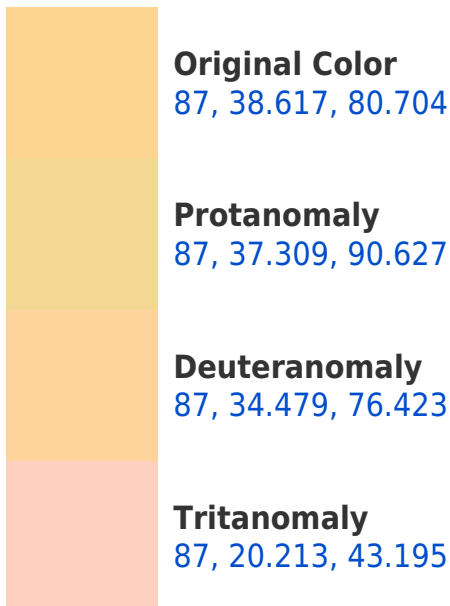 Original Color
87, 38.617, 80.704
Protanomaly
87, 37.309, 90.627
Deuteranomaly
87, 34.479, 76.423
Tritanomaly
87, 20.213, 43.195